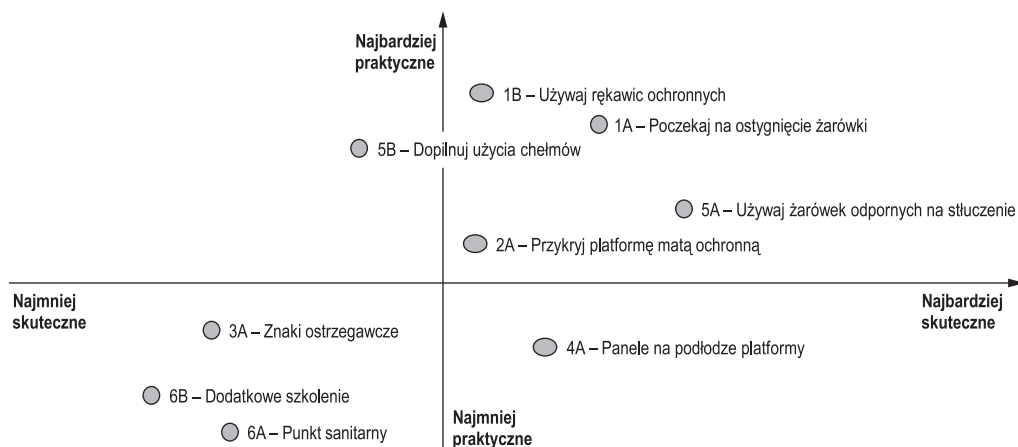 Najbardziej
praktyczne
1B – Używaj rękawic ochronnych
1A – Poczekaj na ostygnięcie żarówki
5B – Dopilnuj użycia chełmów
5A – Używaj żarówek odpornych na stłuczenie
2A – Przykryj platformę matą ochronną
Najmniej
skuteczne
Najbardziej
skuteczne
3A – Znaki ostrzegawcze
4A – Panele na podłodze platformy
6B – Dodatkowe szkolenie
6A – Punkt sanitarny
Najmniej
praktyczne